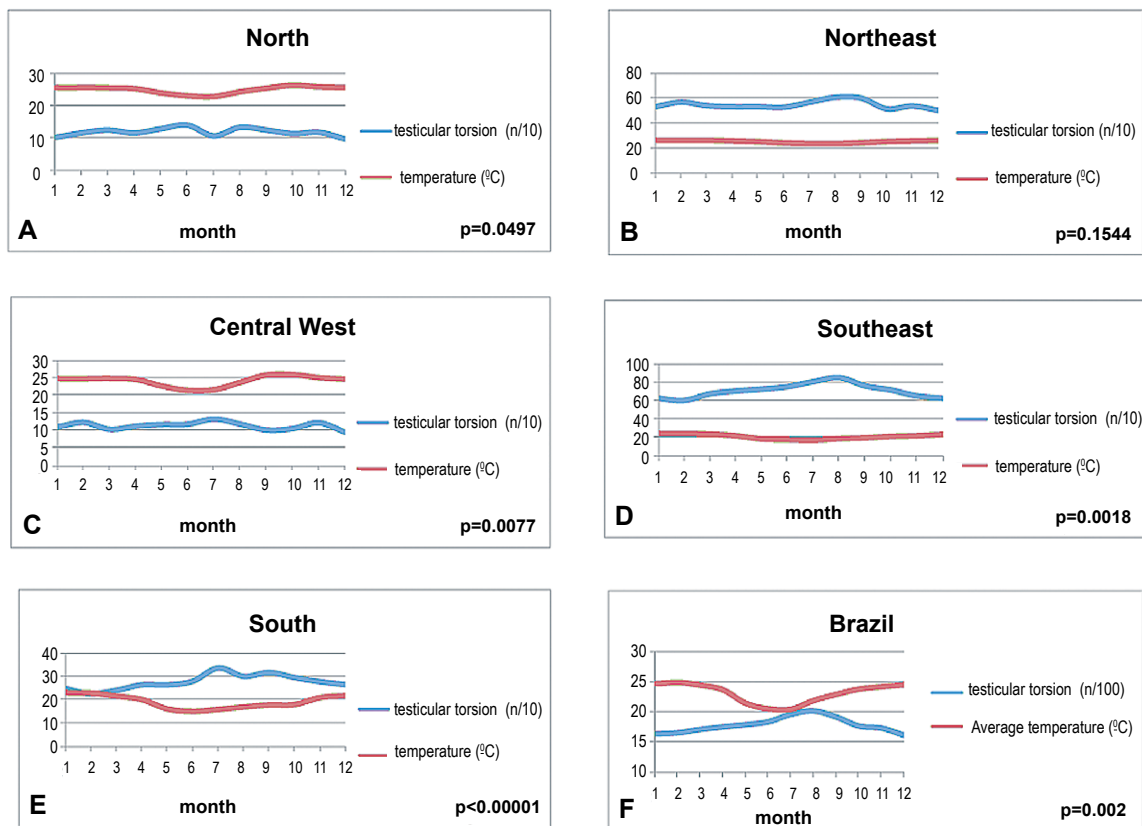 North
30
20
10
0
1 2 3 4 5 6 7 8 9 10 11 12
testicular torsion (n/10)
temperature (ºC)
A
month
p=0.0497
Northeast
80
60
40
20
0
1 2 3 4 5 6 7 8 9 10 11 12
testicular torsion (n/10)
temperature (ºC)
B
month
p=0.1544
Central West
30
25
20
15
10
5
0
1 2 3 4 5 6 7 8 9 10 11 12
testicular torsion (n/10)
temperature (ºC)
C
month
p=0.0077
Southeast
100
80
60
40
20
0
1 2 3 4 5 6 7 8 9 10 11 12
testicular torsion (n/10)
temperature (ºC)
D
month
p=0.0018
South
40
30
20
10
0
1 2 3 4 5 6 7 8 9 10 11 12
testicular torsion (n/10)
temperature (ºC)
E
month
p<0.00001
Brazil
30
25
20
15
10
1 2 3 4 5 6 7 8 9 10 11 12
testicular torsion (n/100)
Average temperature (ºC)
F
month
p=0.002